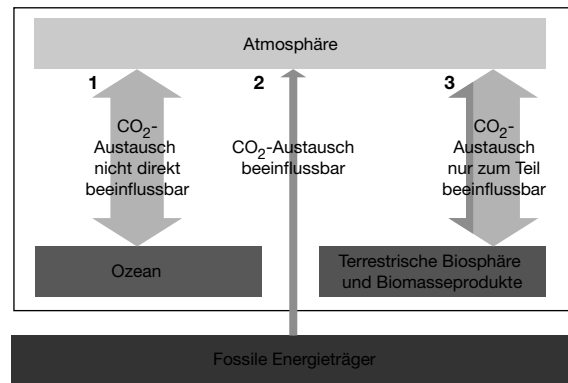 Atmosphäre
1
2
3
CO2-
Austausch
nicht direkt
beeinflussbar
CO2-Austausch
beeinflussbar
CO2-
Austausch
nur zum Teil
beeinflussbar
Ozean
Terrestrische Biosphäre
und Biomasseprodukte
Fossile Energieträger